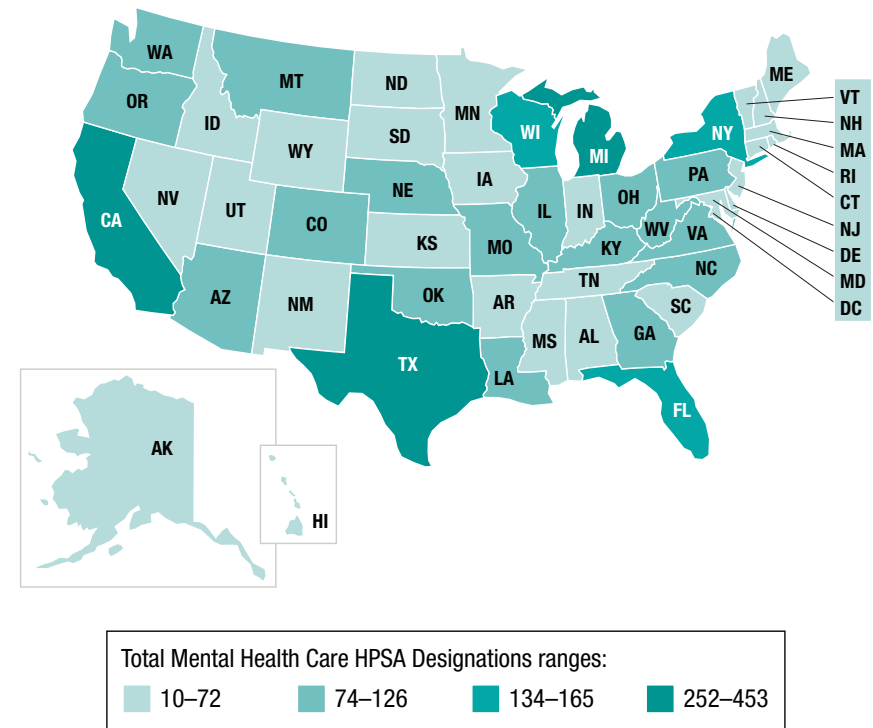 WA
MT
ND
MN
ME
OR
ID
SD
WI
NY
VT
NH
WY
MI
MA
RI
CT
IA
PA
NE
NV
UT
CO
IL
IN
OH
NJ
CA
KS
MO
KY
WV
VA
DE
MD
DC
AZ
NM
OK
AR
TN
NC
SC
MS
AL
GA
TX
LA
FL
AK
HI
Total Mental Health Care HPSA Designations ranges:
10–72 74–126 134–165 252–453